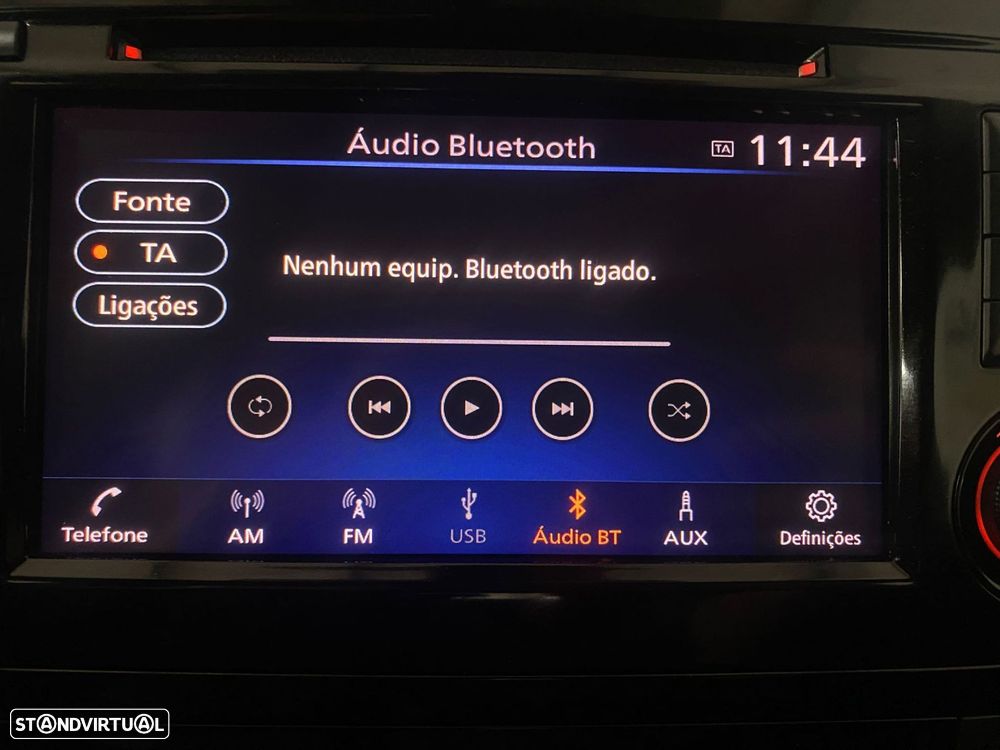 Áudio Bluetooth
TA 11:44
Fonte
TA
Ligações
Nenhum equip. Bluetooth ligado.
Telefone
AM
FM
USB
Áudio BT
AUX
Definições
STANDVIRTUAL